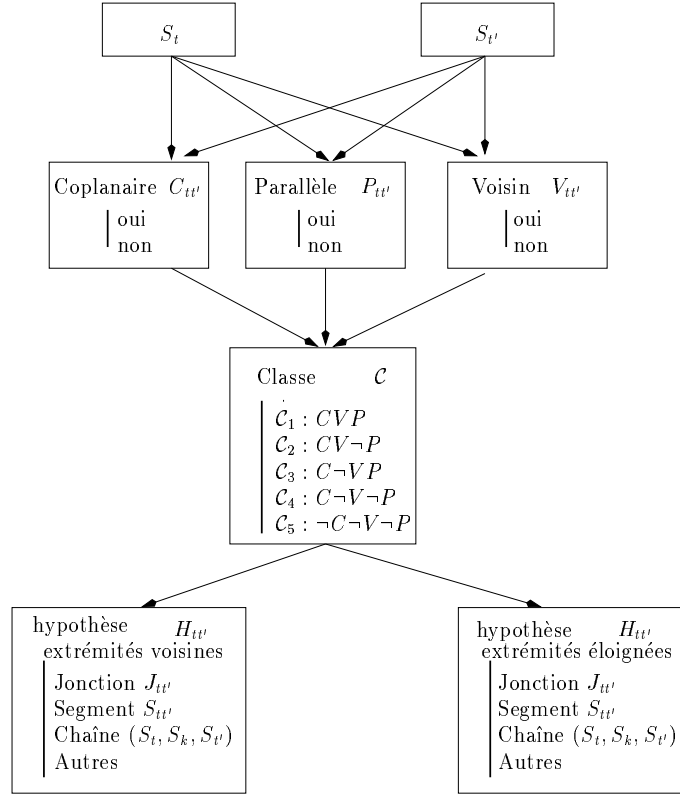 S_t
S_{t'}
Coplanaire C_{tt'}
oui
non
Parallèle P_{tt'}
oui
non
Voisin V_{tt'}
oui
non
Classe 𝒞
𝒞_1 : CVP
𝒞_2 : CV¬P
𝒞_3 : C¬VP
𝒞_4 : C¬V¬P
𝒞_5 : ¬C¬V¬P
hypothèse H_{tt'}
extrémités voisines
Jonction J_{tt'}
Segment S_{tt'}
Chaîne (S_t, S_k, S_{t'})
Autres
hypothèse H_{tt'}
extrémités éloignées
Jonction J_{tt'}
Segment S_{tt'}
Chaîne (S_t, S_k, S_{t'})
Autres